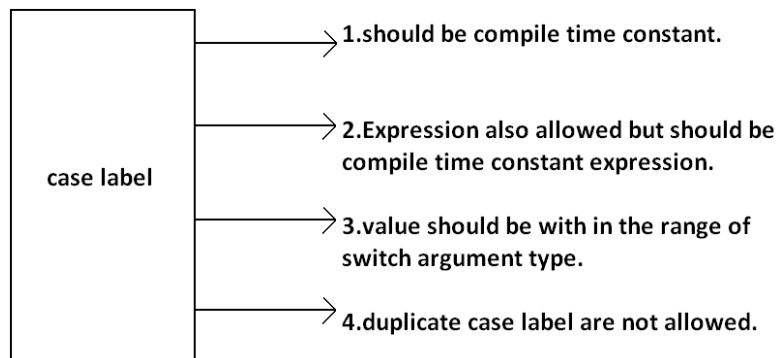 case label
1.should be compile time constant.
2.Expression also allowed but should be
compile time constant expression.
3.value should be with in the range of
switch argument type.
4.duplicate case label are not allowed.